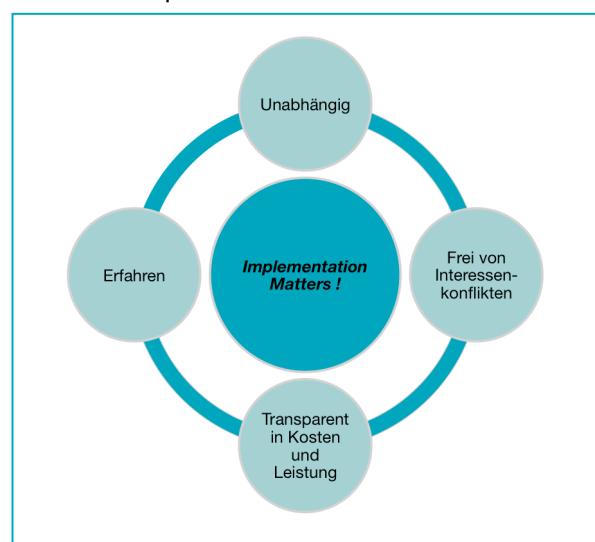 Unabhängig
Erfahren
Implementation
Matters !
Frei von
Interessen-
konflikten
Transparent
in Kosten
und
Leistung